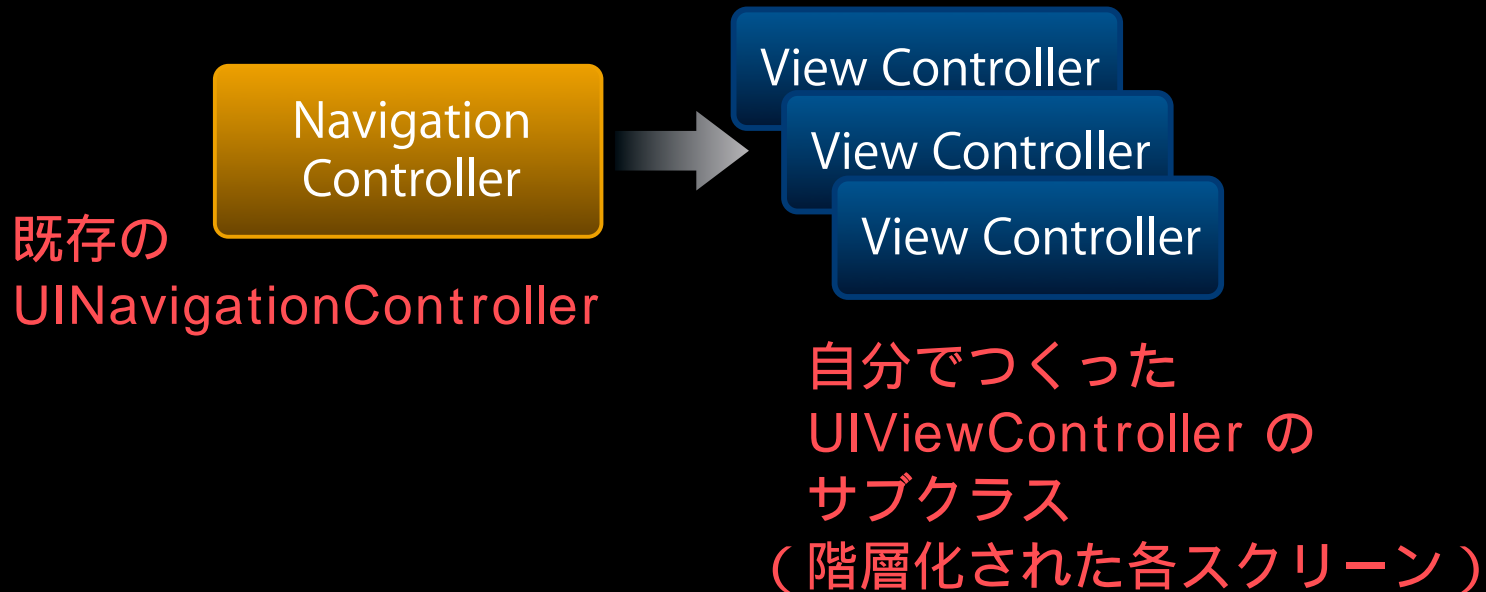 Navigation
Controller
View Controller
View Controller
View Controller
既存の
UINavigationController
自分でつくった
UIViewController の
サブクラス
(階層化された各スクリーン)